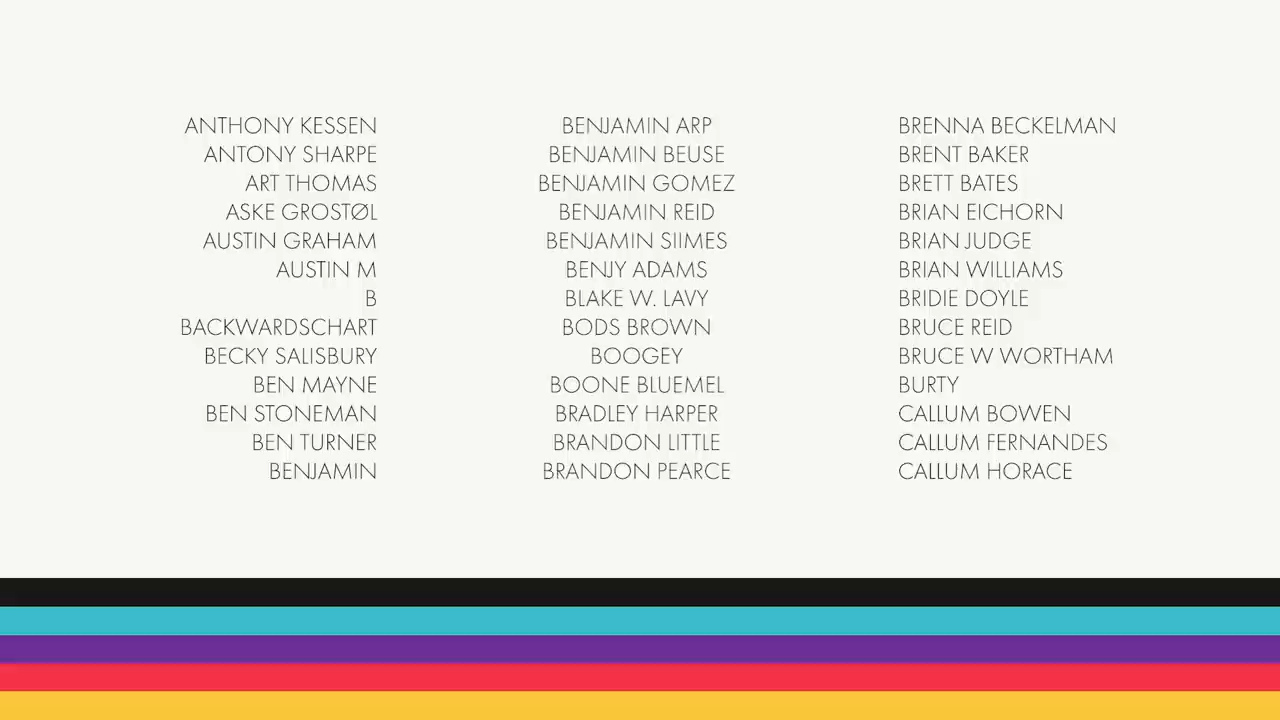 ANTHONY KESSEN
ANTONY SHARPE
ART THOMAS
ASKE GROSTØL
AUSTIN GRAHAM
AUSTIN M
B
BACKWARDSCHART
BECKY SALISBURY
BEN MAYNE
BEN STONEMAN
BEN TURNER
BENJAMIN
BENJAMIN ARP
BENJAMIN BEUSE
BENJAMIN GOMEZ
BENJAMIN REID
BENJAMIN SIIMES
BENJY ADAMS
BLAKE W. LAVY
BODS BROWN
BOOGEY
BOONE BLUEMEL
BRADLEY HARPER
BRANDON LITTLE
BRANDON PEARCE
BRENNA BECKELMAN
BRENT BAKER
BRETT BATES
BRIAN EICHORN
BRIAN JUDGE
BRIAN WILLIAMS
BRIDIE DOYLE
BRUCE REID
BRUCE W WORTHAM
BURTY
CALLUM BOWEN
CALLUM FERNANDES
CALLUM HORACE